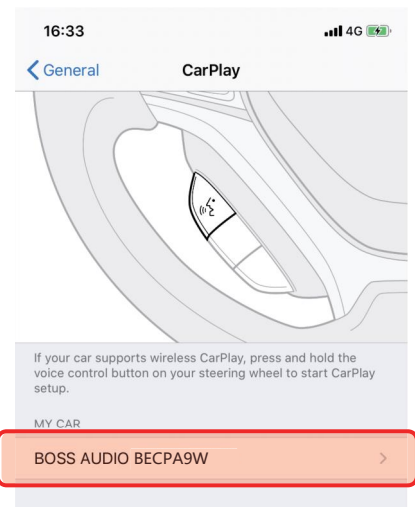 16:33 4G
General CarPlay
If your car supports wireless CarPlay, press and hold the
voice control button on your steering wheel to start CarPlay
setup.
MY CAR
BOSS AUDIO BECPA9W